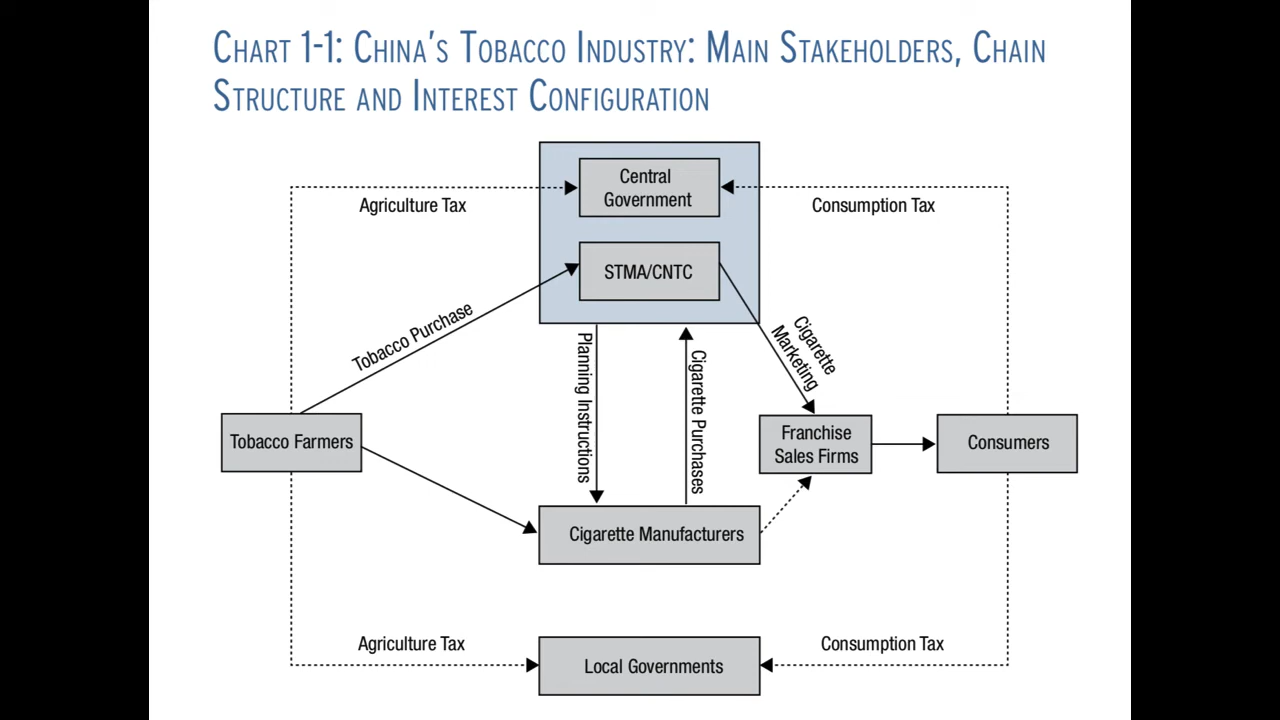 CHART 1-1: CHINA'S TOBACCO INDUSTRY: MAIN STAKEHOLDERS, CHAIN
STRUCTURE AND INTEREST CONFIGURATION
Central
Government
Agriculture Tax
Consumption Tax
STMA/CNTC
Tobacco Purchase
Planning Instructions
Cigarette Purchases
Cigarette
Marketing
Tobacco Farmers
Franchise
Sales Firms
Consumers
Cigarette Manufacturers
Agriculture Tax
Consumption Tax
Local Governments